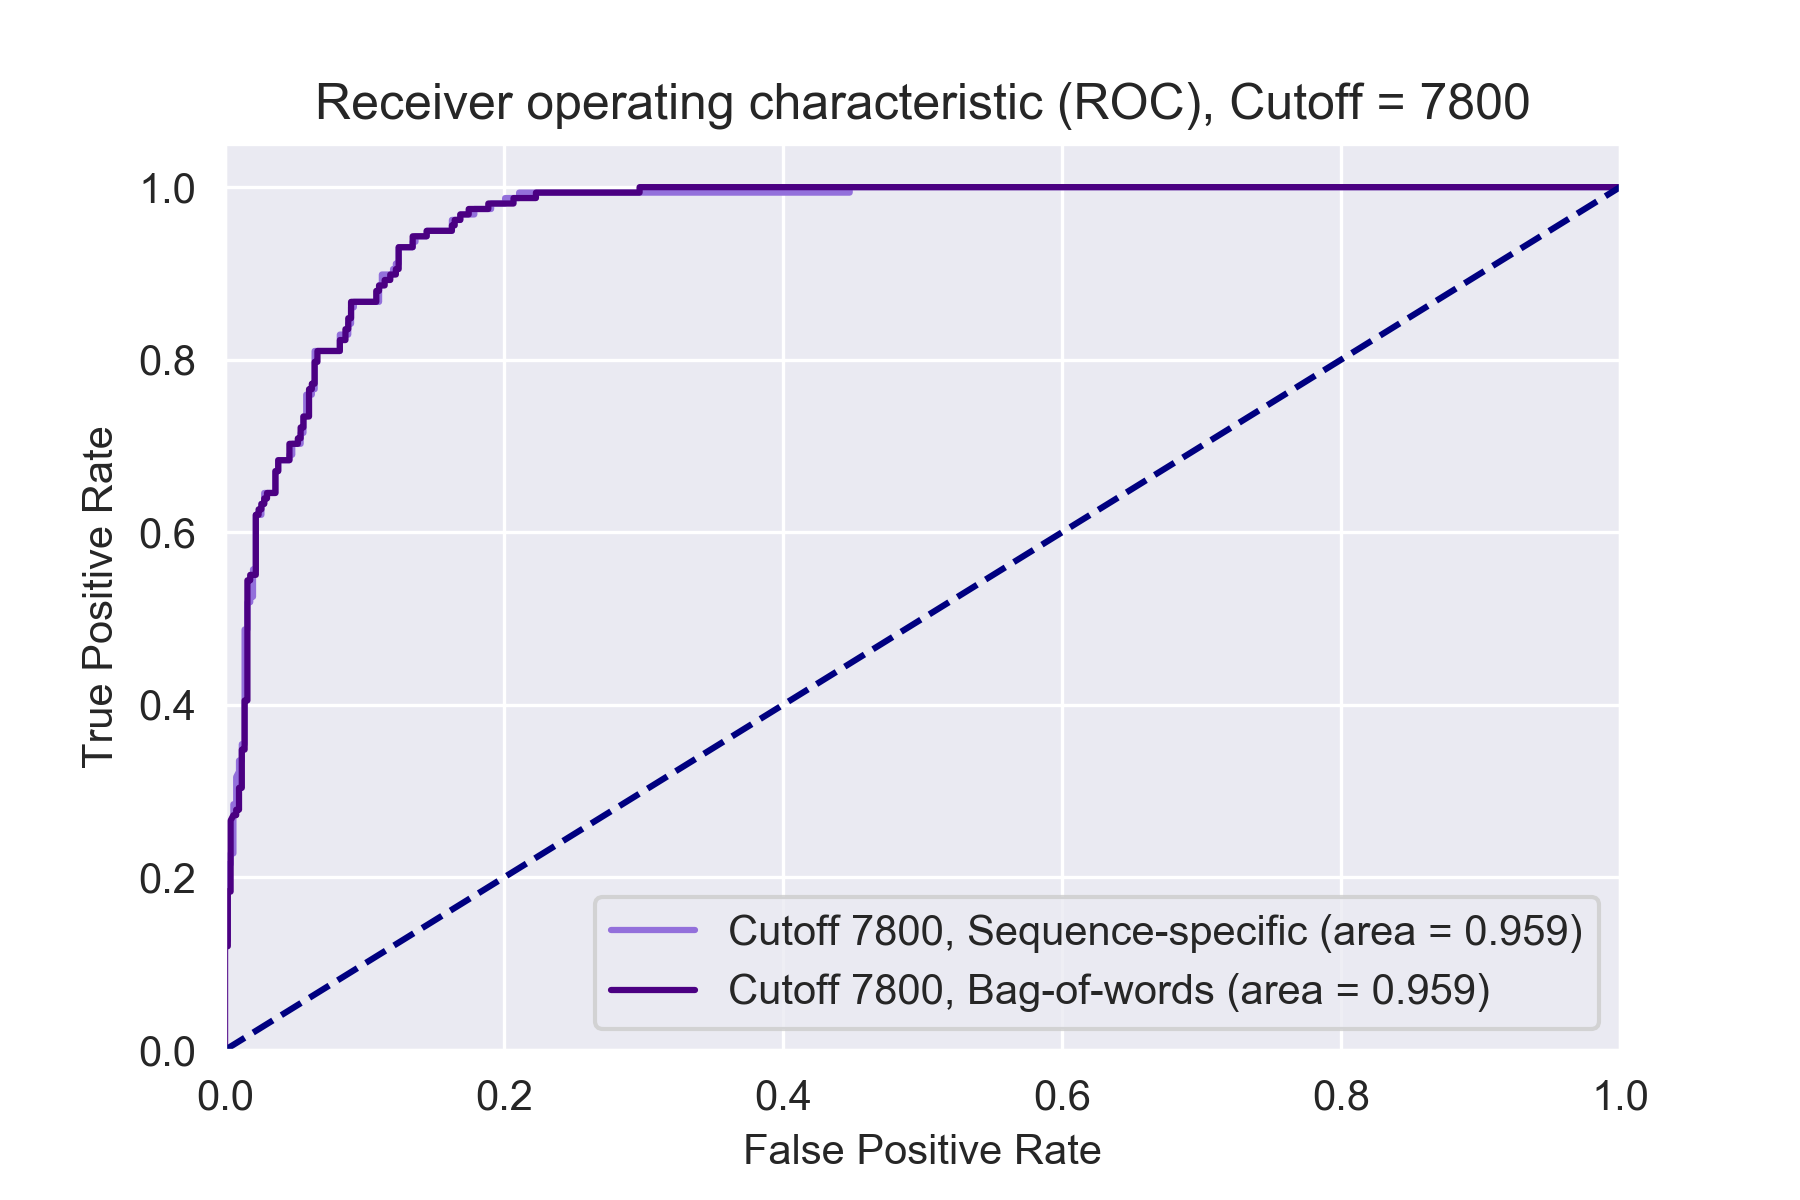 Receiver operating characteristic (ROC), Cutoff = 7800
1.0
0.8
0.6
0.4
0.2
0.0
True Positive Rate
Cutoff 7800, Sequence-specific (area = 0.959)
Cutoff 7800, Bag-of-words (area = 0.959)
0.0 0.2 0.4 0.6 0.8 1.0
False Positive Rate